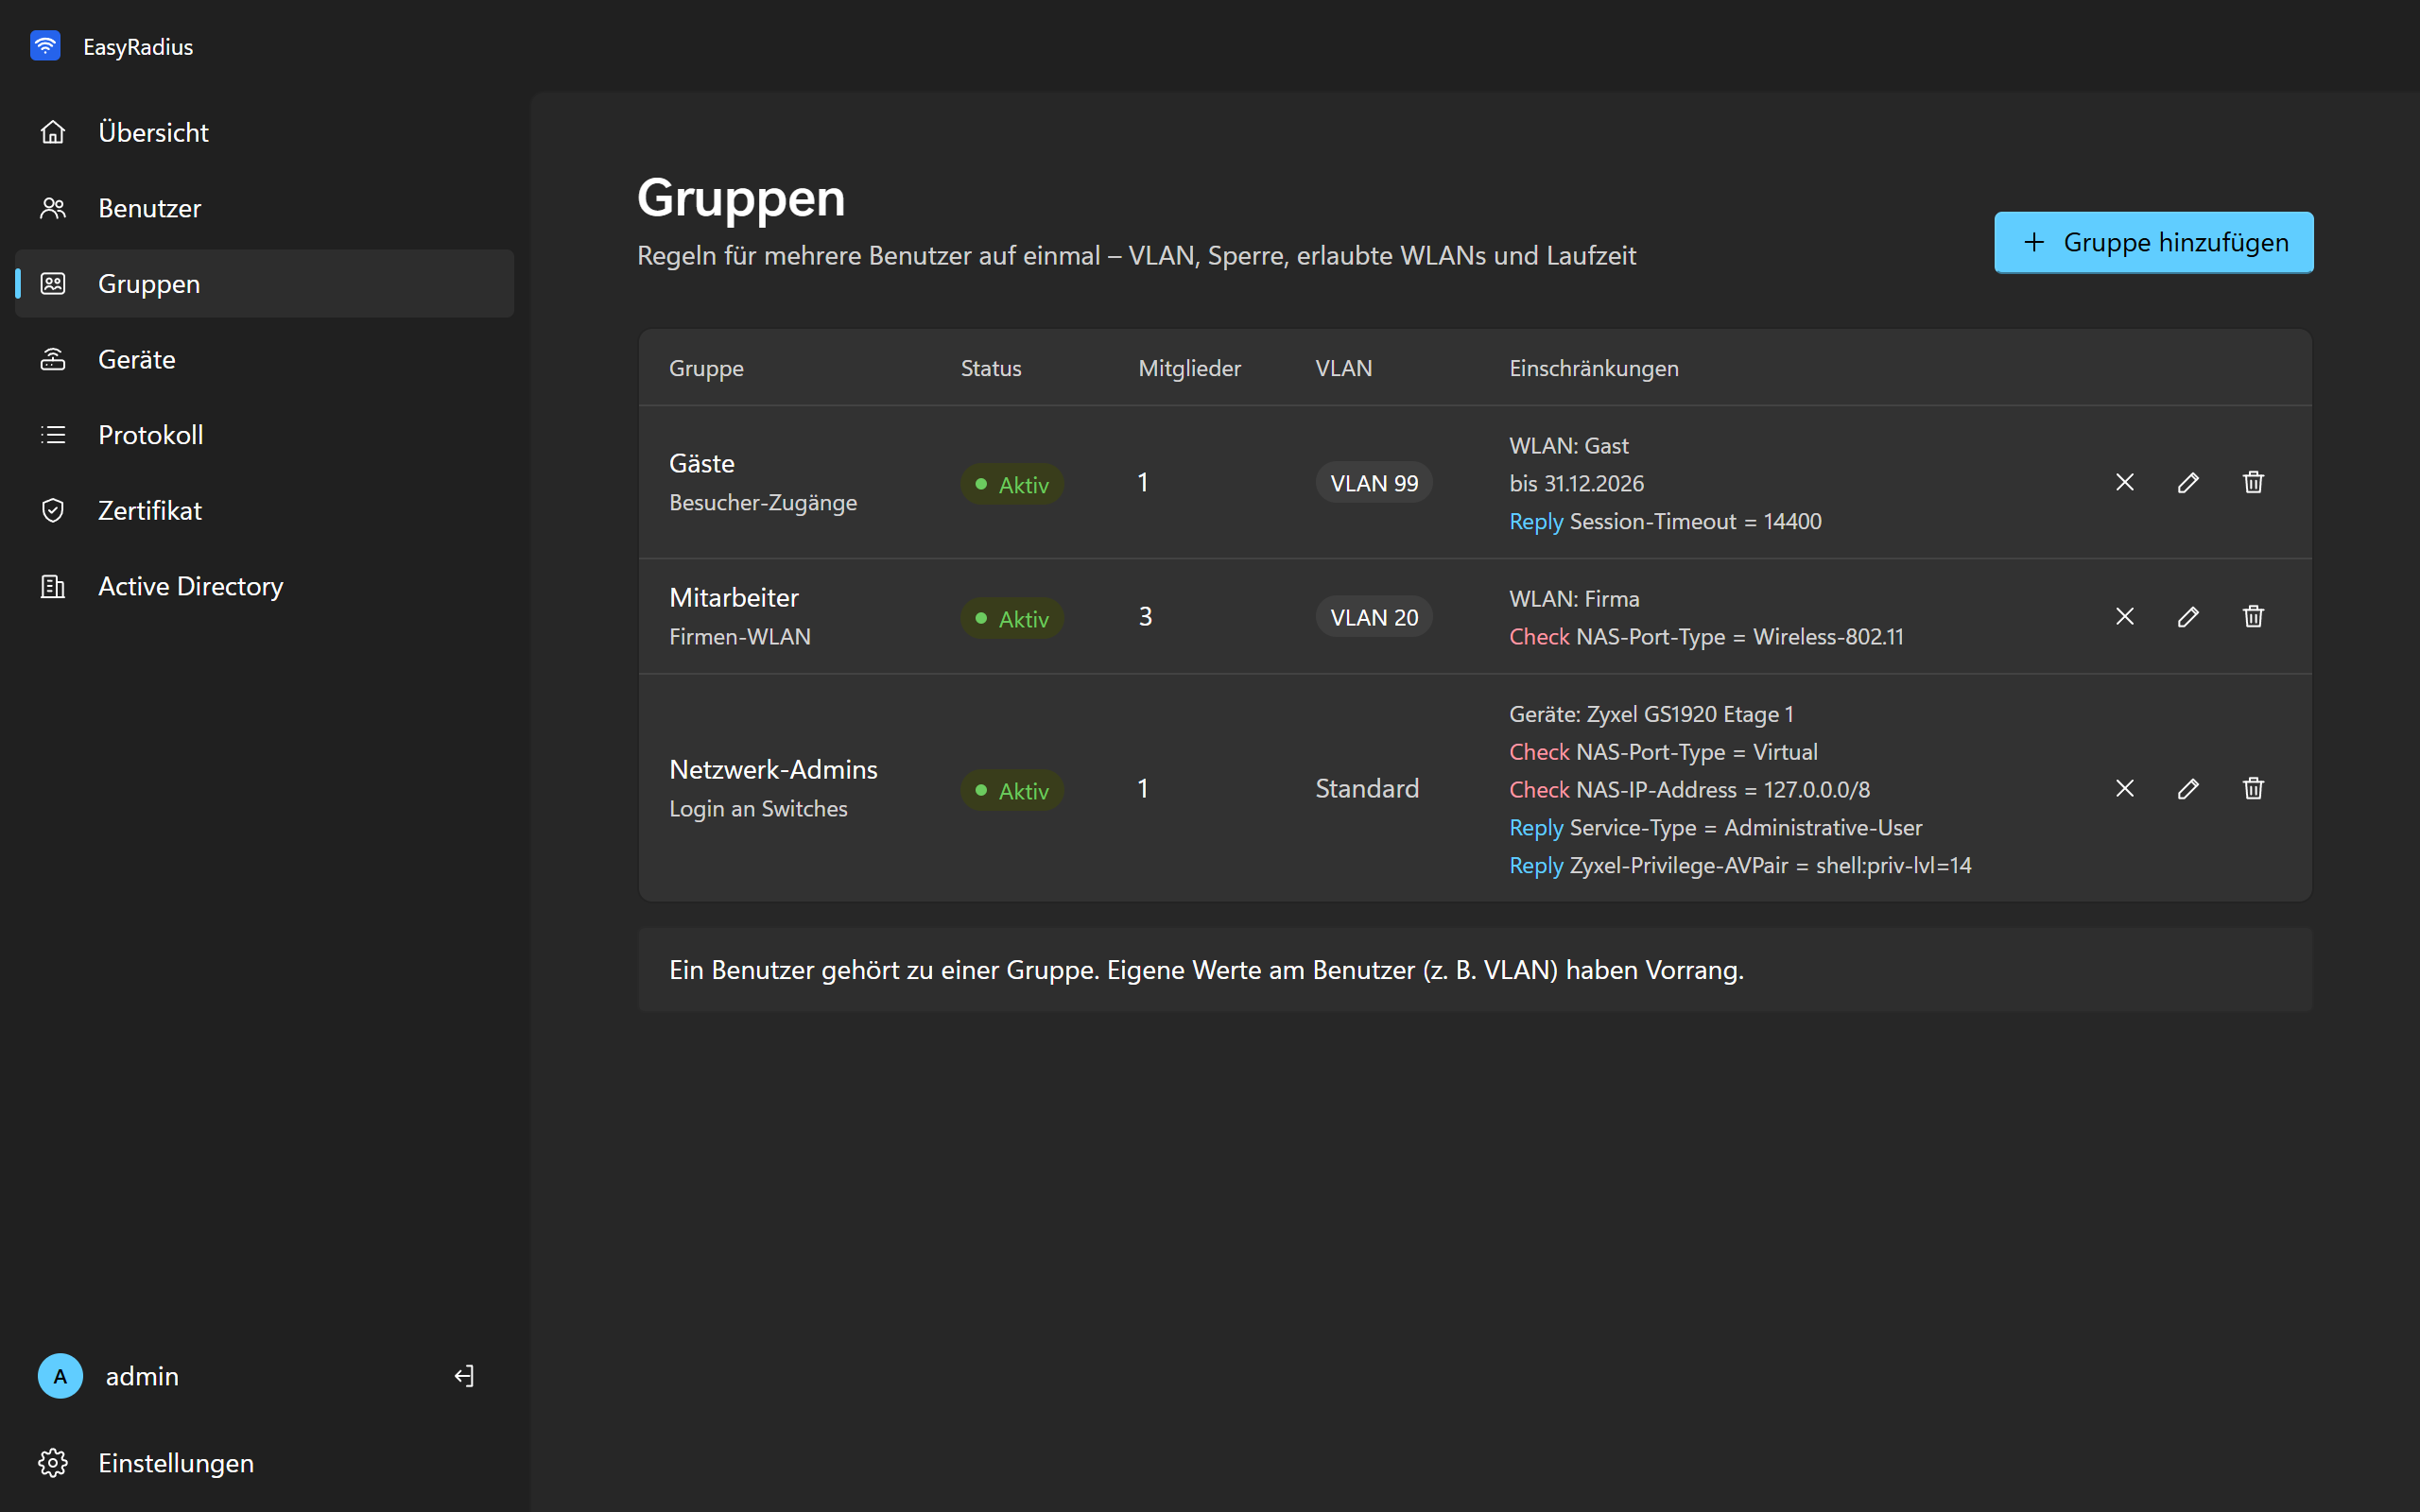 EasyRadius
Übersicht
Benutzer
Gruppen
Geräte
Protokoll
Zertifikat
Active Directory
A admin
Einstellungen
Gruppen
Regeln für mehrere Benutzer auf einmal – VLAN, Sperre, erlaubte WLANs und Laufzeit
Gruppe hinzufügen
Gruppe Status Mitglieder VLAN Einschränkungen
Gäste
Besucher-Zugänge
Aktiv
1
VLAN 99
WLAN: Gast
bis 31.12.2026
Reply Session-Timeout = 14400
Mitarbeiter
Firmen-WLAN
Aktiv
3
VLAN 20
WLAN: Firma
Check NAS-Port-Type = Wireless-802.11
Netzwerk-Admins
Login an Switches
Aktiv
1
Standard
Geräte: Zyxel GS1920 Etage 1
Check NAS-Port-Type = Virtual
Check NAS-IP-Address = 127.0.0.0/8
Reply Service-Type = Administrative-User
Reply Zyxel-Privilege-AVPair = shell:priv-lvl=14
Ein Benutzer gehört zu einer Gruppe. Eigene Werte am Benutzer (z. B. VLAN) haben Vorrang.